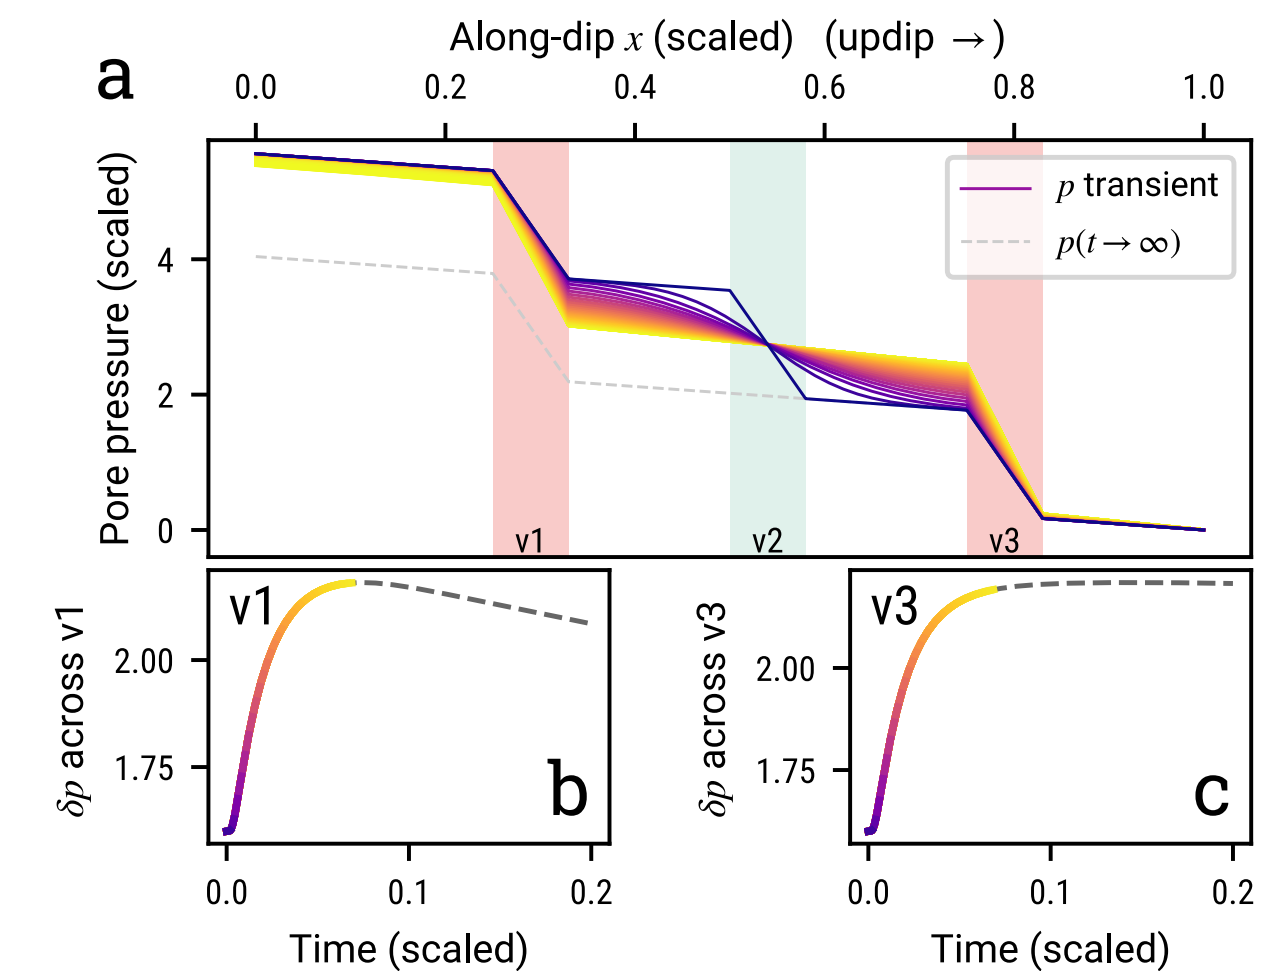 Along-dip x (scaled) (updip →)
a
0.0 0.2 0.4 0.6 0.8 1.0
Pore pressure (scaled)
4
2
0
p transient
p(t → ∞)
v1 v2 v3
δp across v1
2.00
1.75
v1
b
0.0 0.1 0.2
Time (scaled)
δp across v3
2.00
1.75
v3
c
0.0 0.1 0.2
Time (scaled)